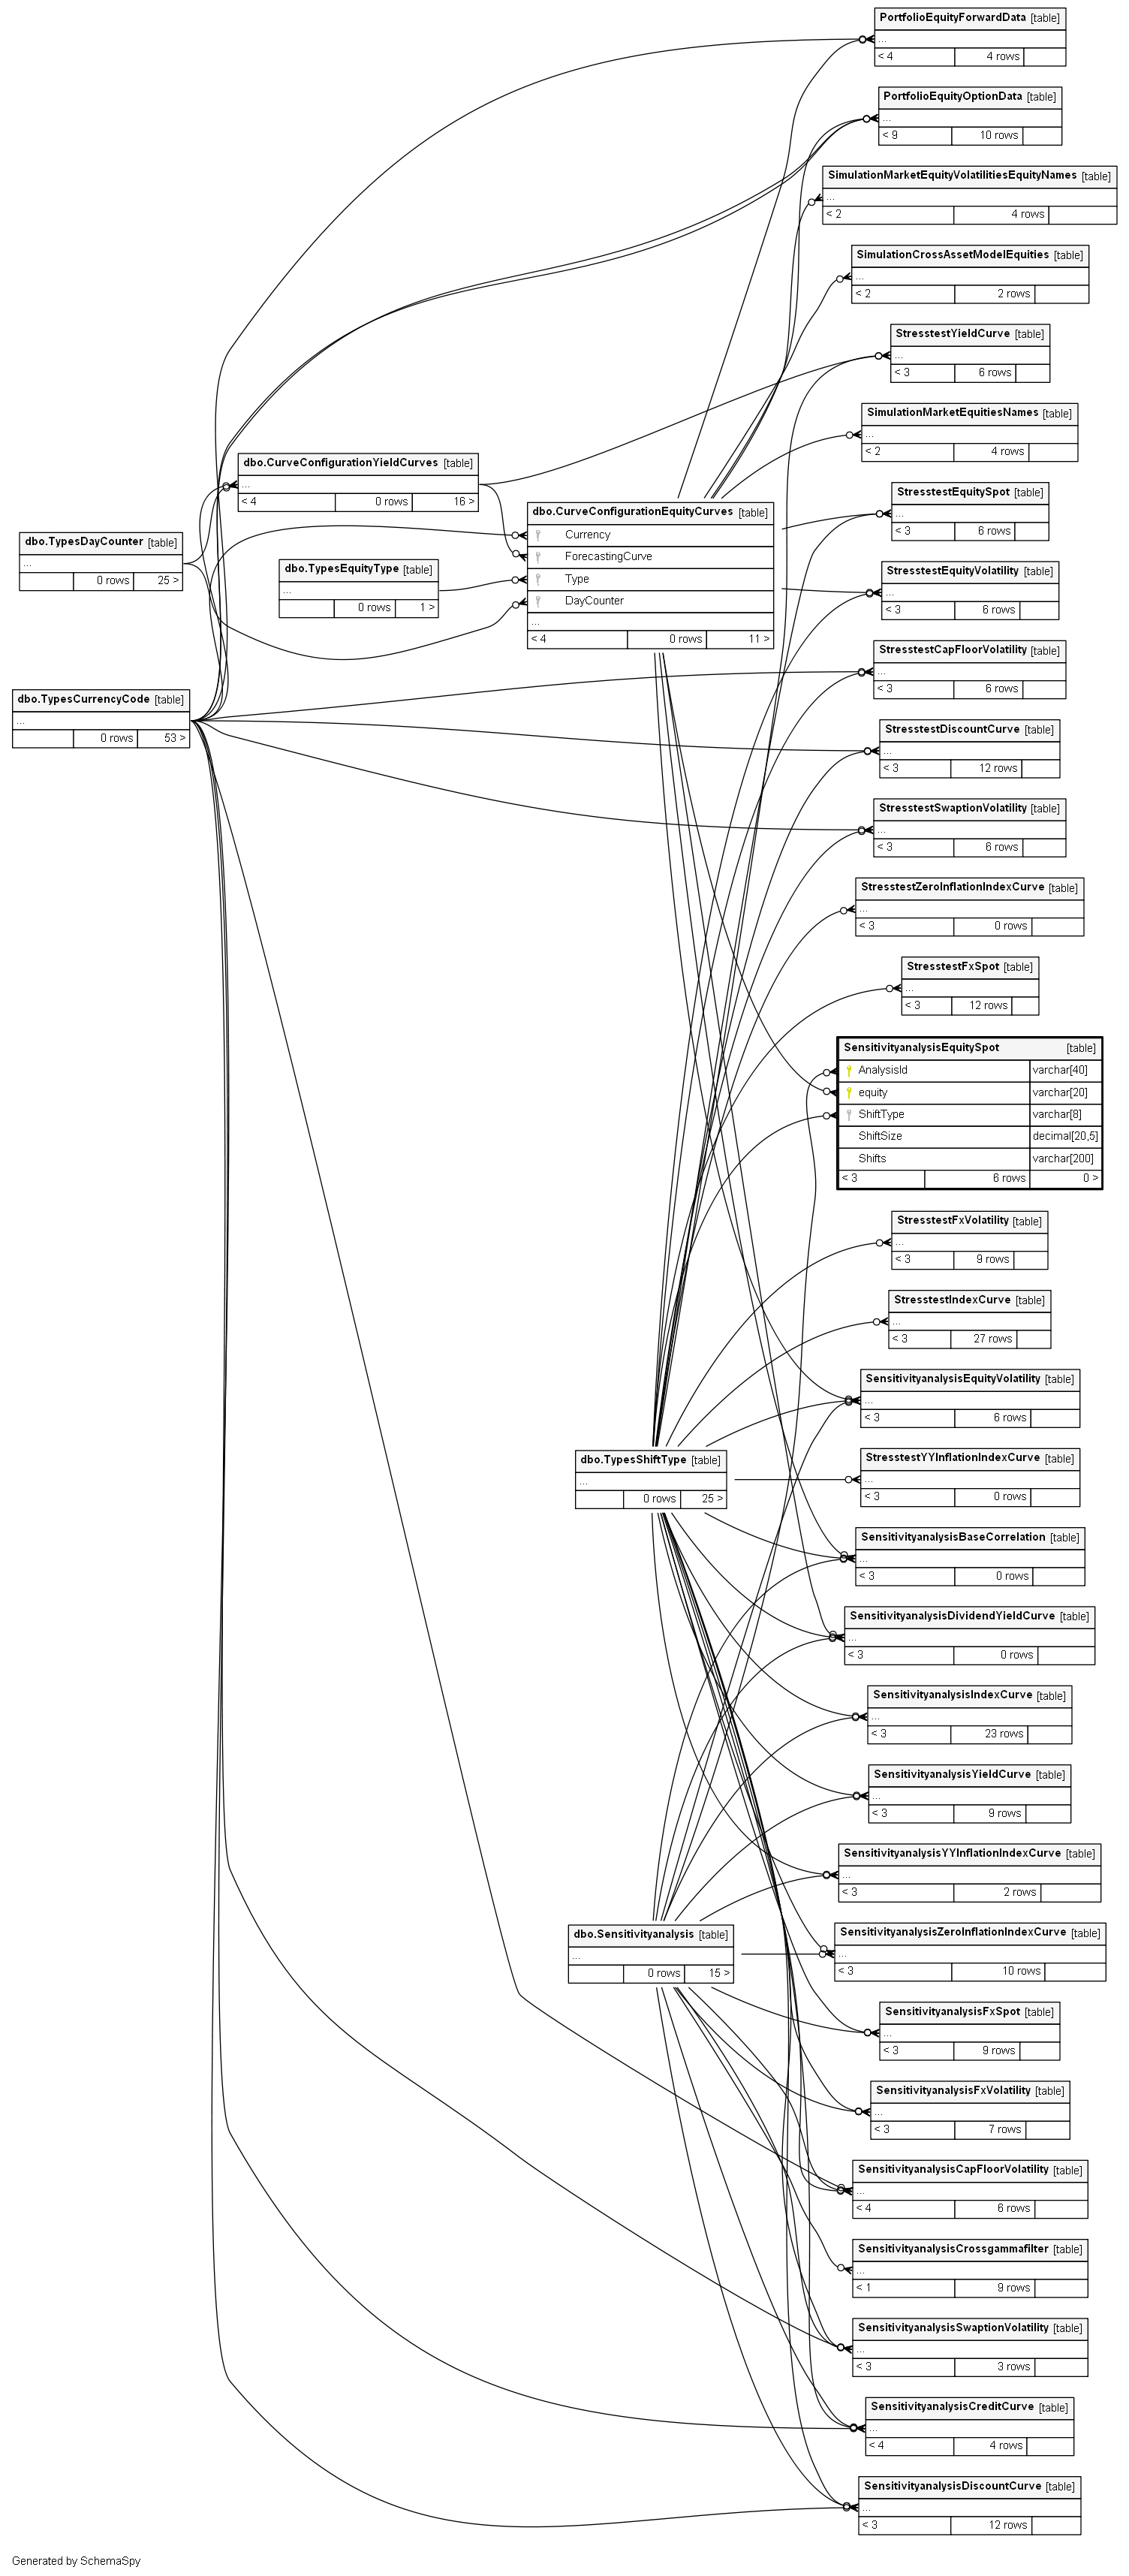 PortfolioEquityForwardData [table]
...
< 4 4 rows
PortfolioEquityOptionData [table]
...
< 9 10 rows
SimulationMarketEquityVolatilitiesEquityNames [table]
...
< 2 4 rows
SimulationCrossAssetModelEquities [table]
...
< 2 2 rows
StresstestYieldCurve [table]
...
< 3 6 rows
SimulationMarketEquitiesNames [table]
...
< 2 4 rows
dbo.CurveConfigurationYieldCurves [table]
...
< 4 0 rows 16 >
StresstestEquitySpot [table]
...
< 3 6 rows
dbo.CurveConfigurationEquityCurves [table]
Currency
ForecastingCurve
Type
DayCounter
...
< 4 0 rows 11 >
dbo.TypesDayCounter [table]
...
0 rows 25 >
dbo.TypesEquityType [table]
...
0 rows 1 >
StresstestEquityVolatility [table]
...
< 3 6 rows
StresstestCapFloorVolatility [table]
...
< 3 6 rows
dbo.TypesCurrencyCode [table]
...
0 rows 53 >
StresstestDiscountCurve [table]
...
< 3 12 rows
StresstestSwaptionVolatility [table]
...
< 3 6 rows
StresstestZeroInflationIndexCurve [table]
...
< 3 0 rows
StresstestFxSpot [table]
...
< 3 12 rows
SensitivityanalysisEquitySpot [table]
AnalysisId varchar[40]
equity varchar[20]
ShiftType varchar[8]
ShiftSize decimal[20,5]
Shifts varchar[200]
< 3 6 rows 0 >
StresstestFxVolatility [table]
...
< 3 9 rows
StresstestIndexCurve [table]
...
< 3 27 rows
SensitivityanalysisEquityVolatility [table]
...
< 3 6 rows
dbo.TypesShiftType [table]
...
0 rows 25 >
StresstestYYInflationIndexCurve [table]
...
< 3 0 rows
SensitivityanalysisBaseCorrelation [table]
...
< 3 0 rows
SensitivityanalysisDividendYieldCurve [table]
...
< 3 0 rows
SensitivityanalysisIndexCurve [table]
...
< 3 23 rows
SensitivityanalysisYieldCurve [table]
...
< 3 9 rows
SensitivityanalysisYYInflationIndexCurve [table]
...
< 3 2 rows
dbo.Sensitivityanalysis [table]
...
0 rows 15 >
SensitivityanalysisZeroInflationIndexCurve [table]
...
< 3 10 rows
SensitivityanalysisFxSpot [table]
...
< 3 9 rows
SensitivityanalysisFxVolatility [table]
...
< 3 7 rows
SensitivityanalysisCapFloorVolatility [table]
...
< 4 6 rows
SensitivityanalysisCrossgammafilter [table]
...
< 1 9 rows
SensitivityanalysisSwaptionVolatility [table]
...
< 3 3 rows
SensitivityanalysisCreditCurve [table]
...
< 4 4 rows
SensitivityanalysisDiscountCurve [table]
...
< 3 12 rows
Generated by SchemaSpy